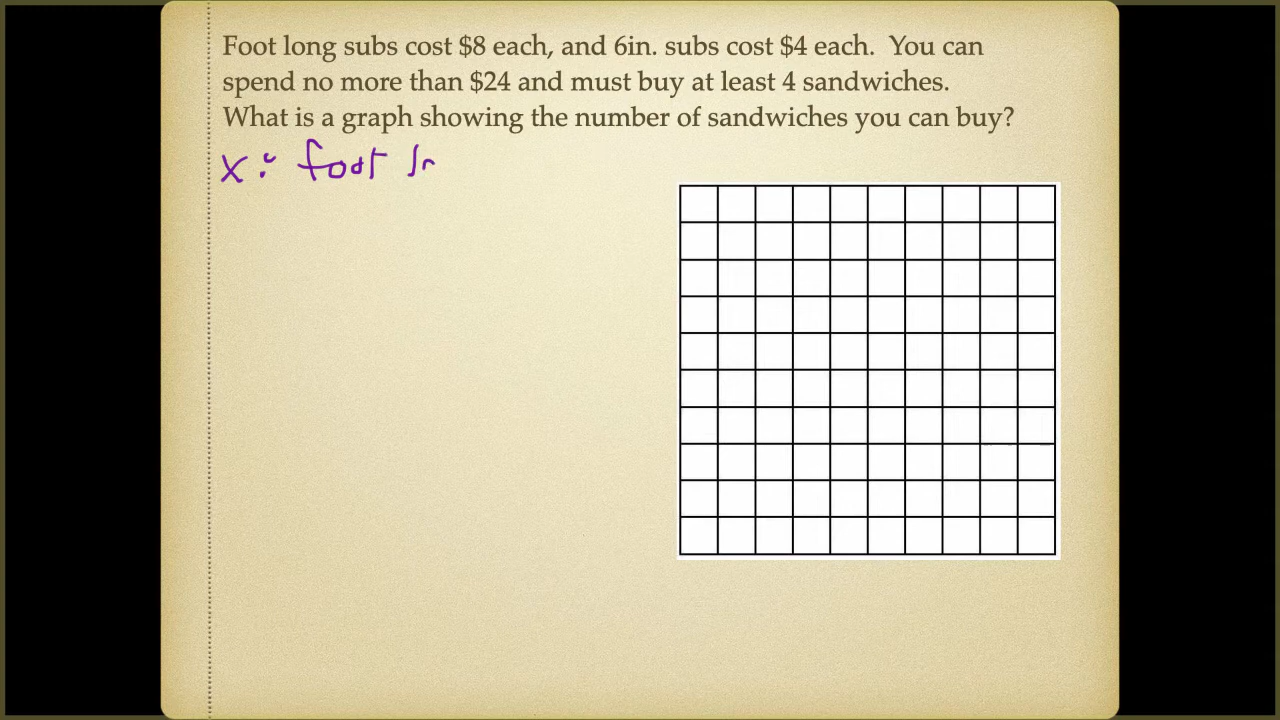 Foot long subs cost $8 each, and 6in. subs cost $4 each. You can
spend no more than $24 and must buy at least 4 sandwiches.
What is a graph showing the number of sandwiches you can buy?
x: foot